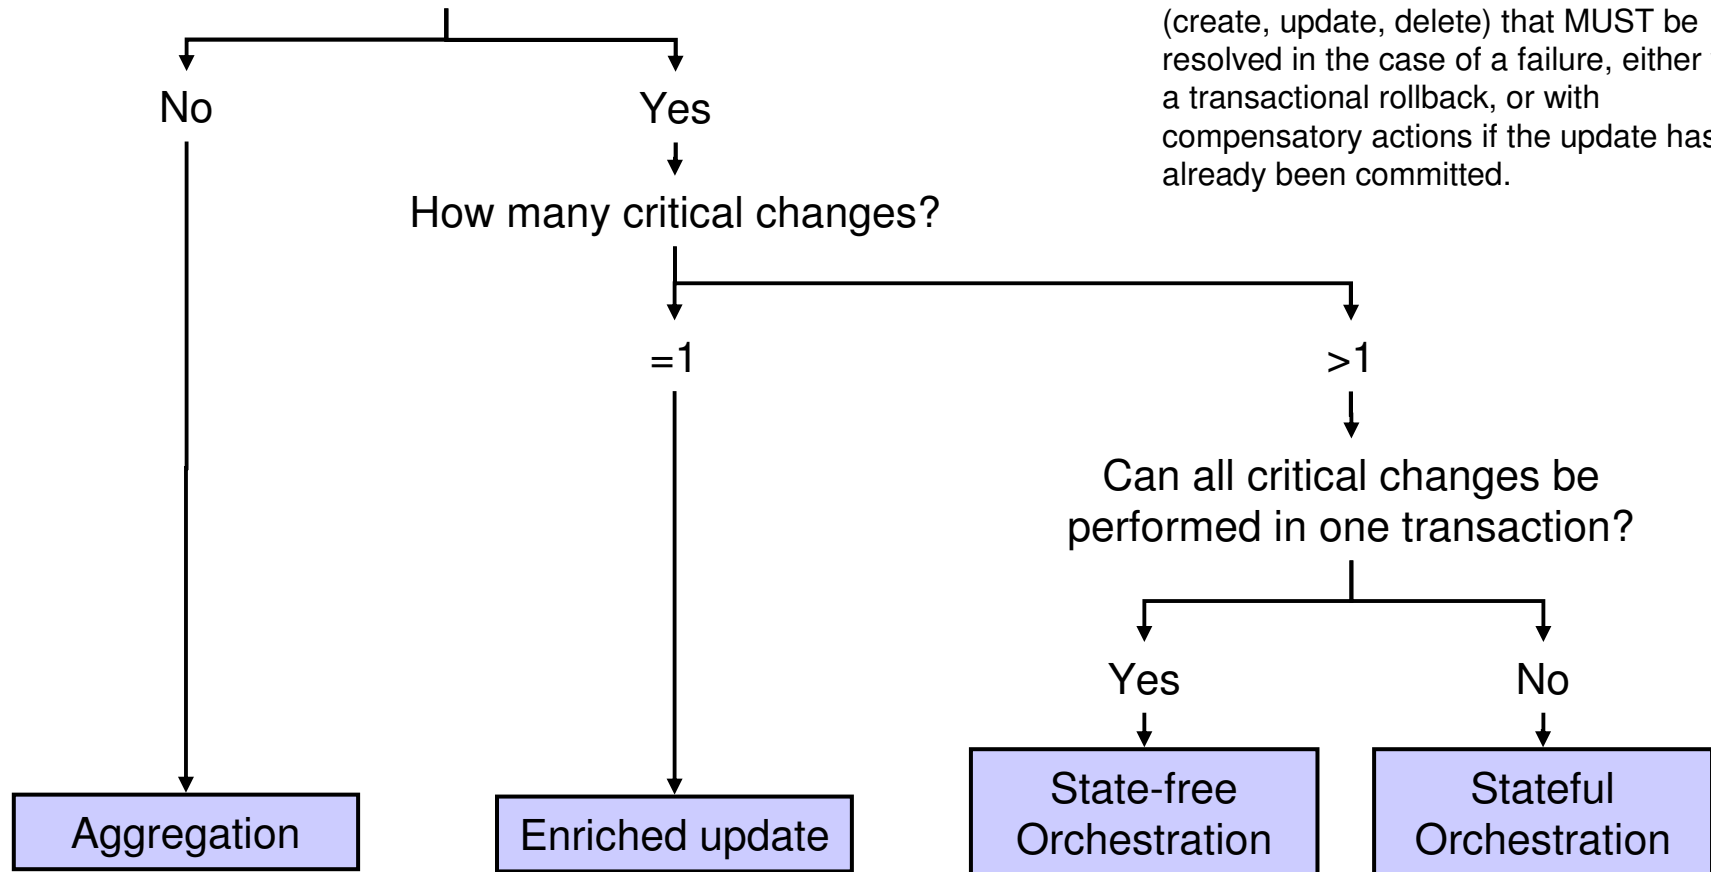 (create, update, delete) that MUST be
resolved in the case of a failure, either
a transactional rollback, or with
compensatory actions if the update has
already been committed.
No
Yes
How many critical changes?
=1
>1
Can all critical changes be
performed in one transaction?
Yes
No
Aggregation
Enriched update
State-free
Orchestration
Stateful
Orchestration